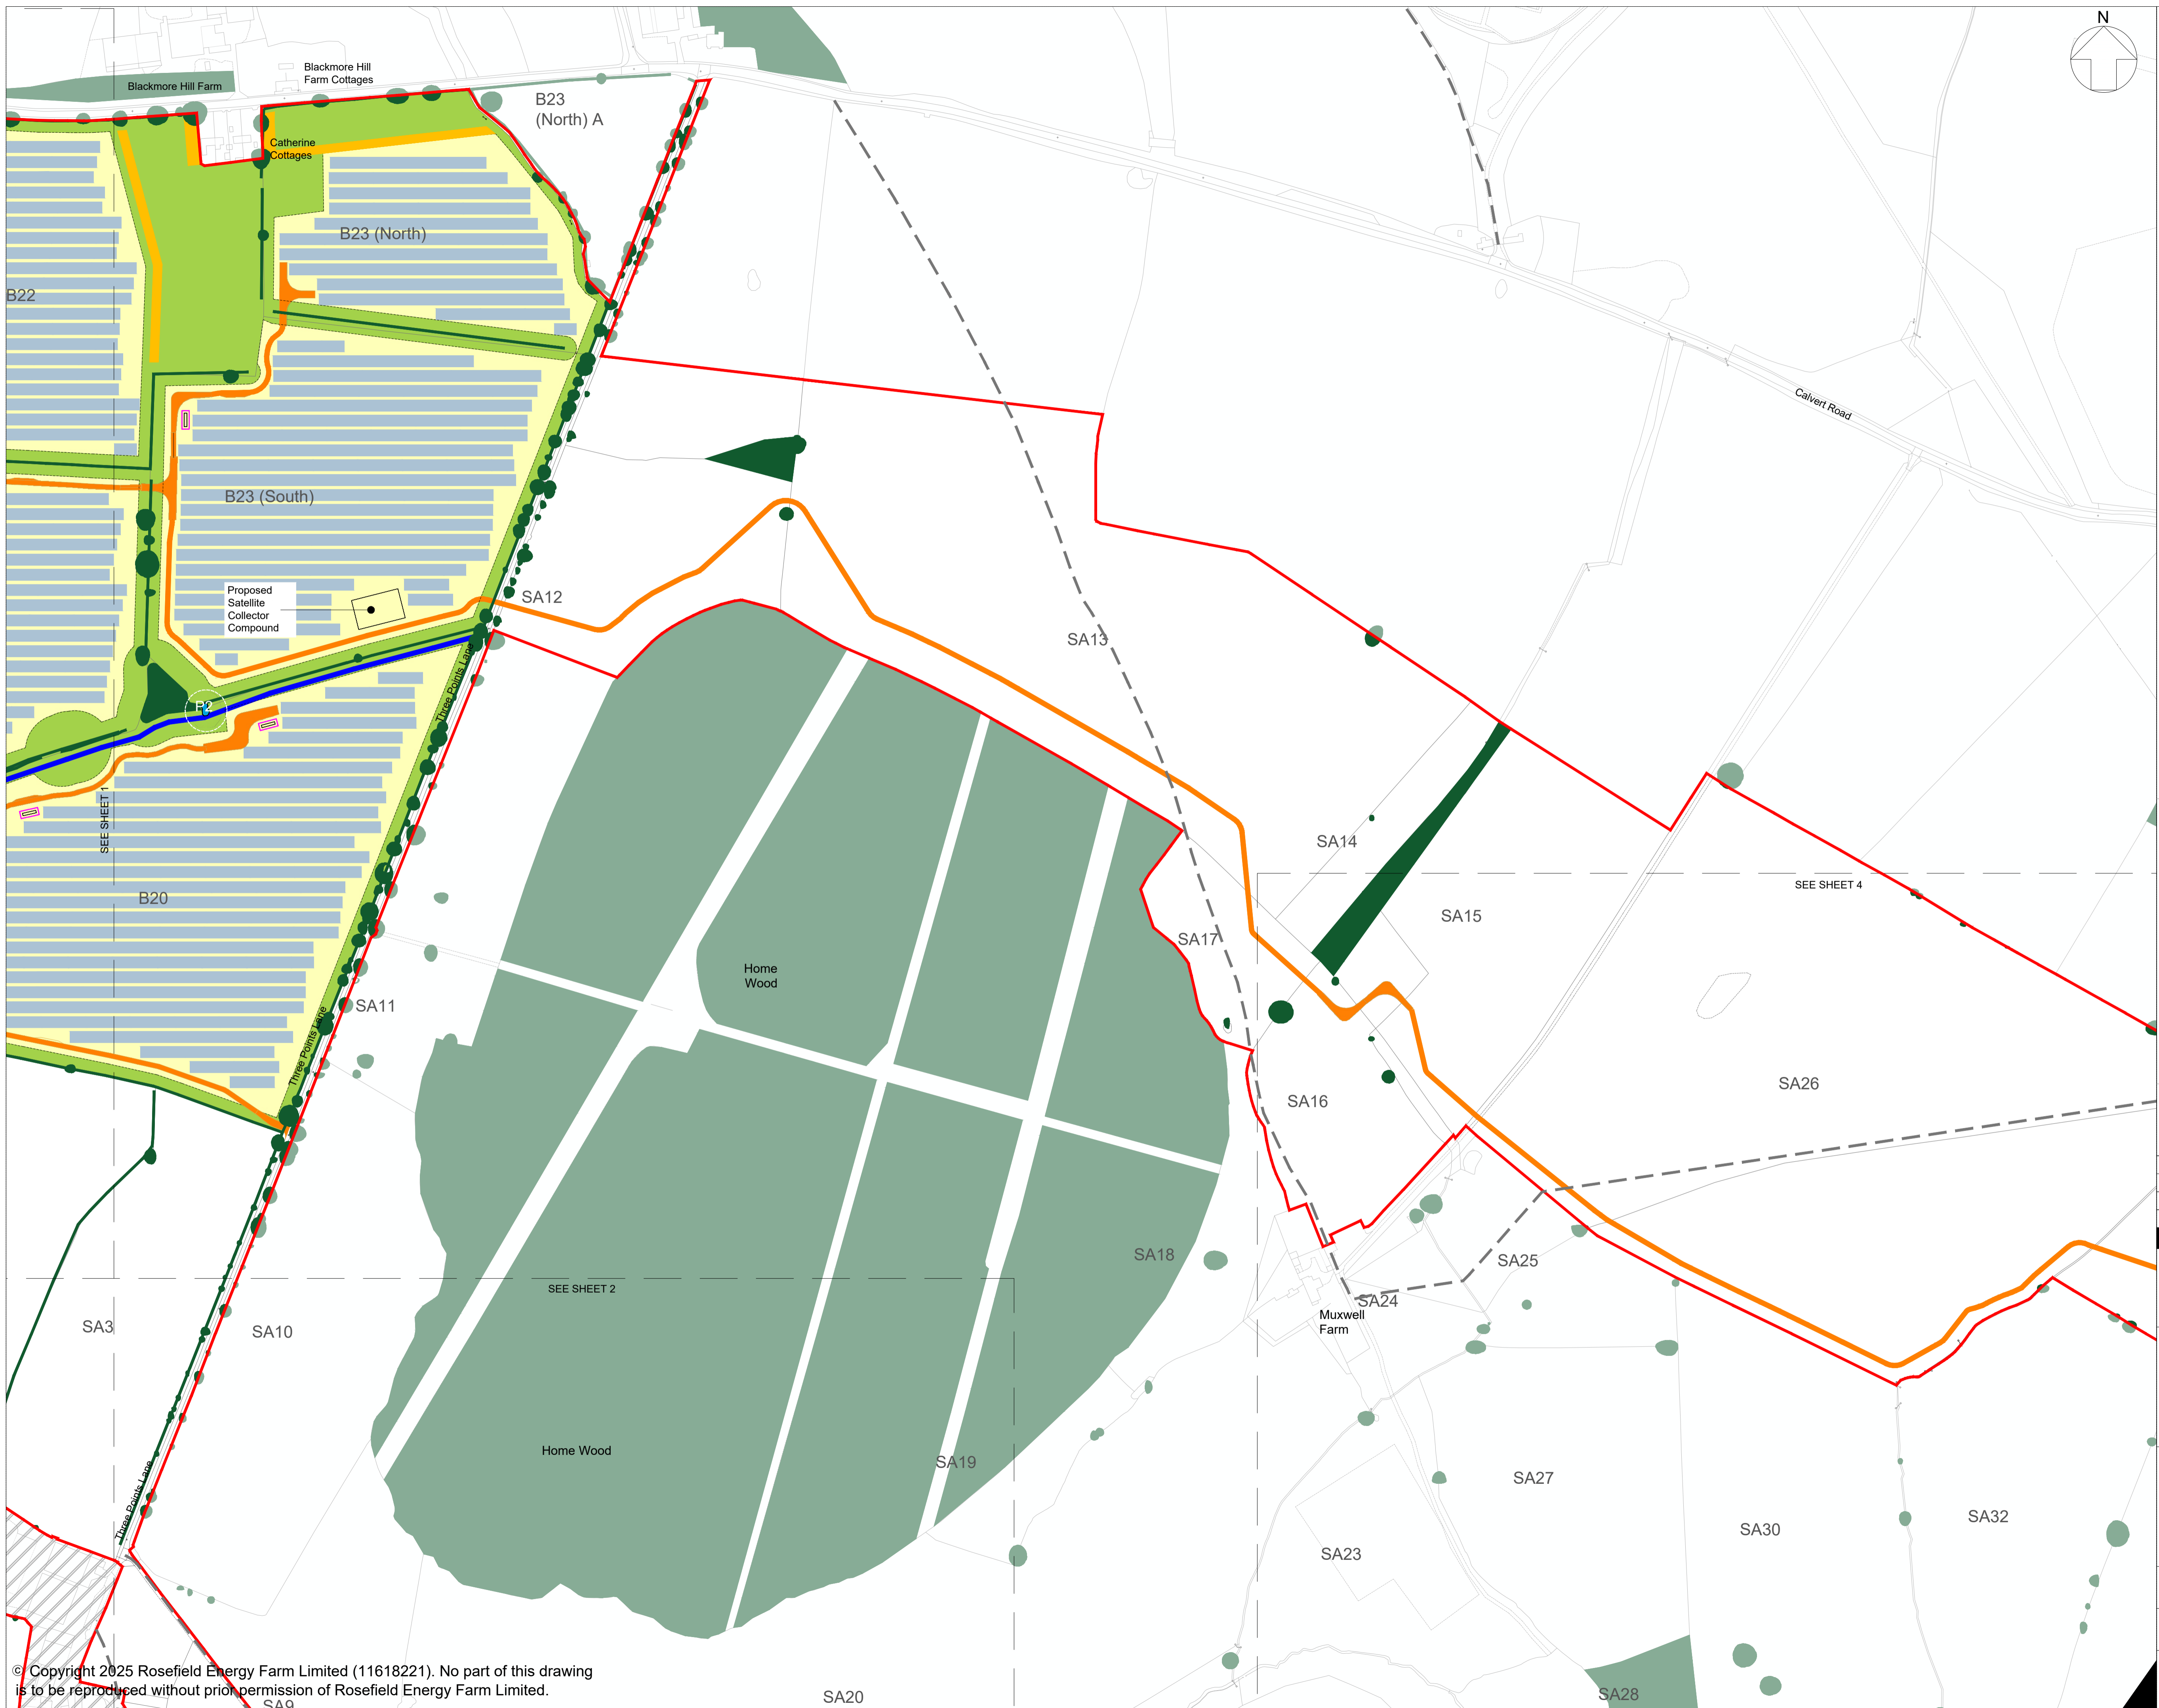 N
Blackmore Hill
Farm Cottages
Blackmore Hill Farm
B23
(North) A
Catherine
Cottages
B23 (North)
B22
Calvert Road
B23 (South)
Proposed
Satellite
Collector
Compound
SA12
SA13
Three Points Lane
P2
SEE SHEET 1
SA14
SEE SHEET 4
B20
SA15
SA17
Home
Wood
SA11
Three Points Lane
SA26
SA16
SA18
SA25
SEE SHEET 2
SA24
Muxwell
Farm
SA3
SA10
Home Wood
SA19
SA27
Three Points Lane
SA32
SA30
SA23
© Copyright 2025 Rosefield Energy Farm Limited (11618221). No part of this drawing
is to be reproduced without prior permission of Rosefield Energy Farm Limited.
SA9
SA20
SA28